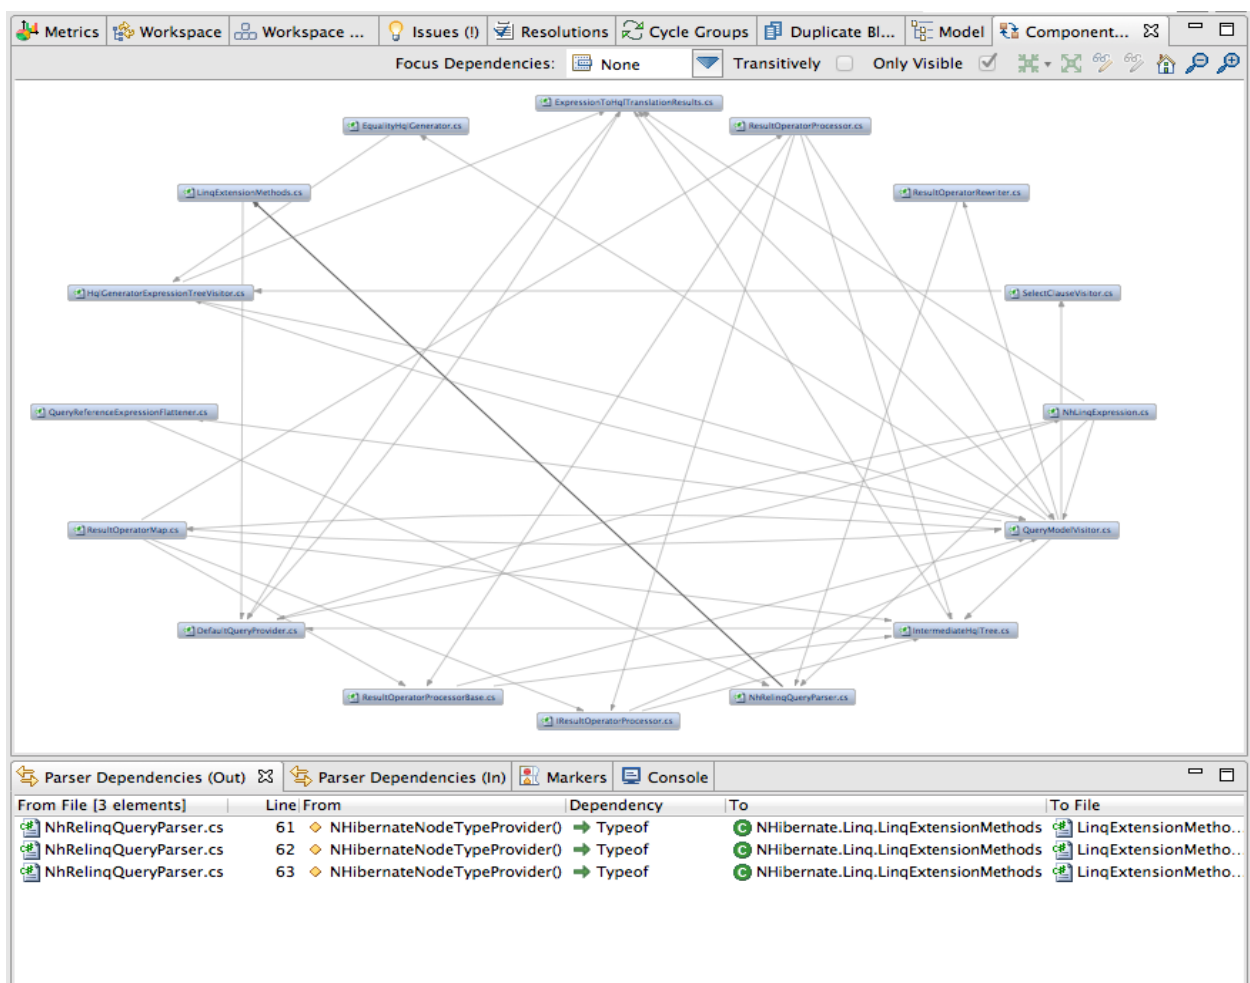 Metrics Workspace Workspace ... Issues (!) Resolutions Cycle Groups Duplicate Bl... Model Component...
Focus Dependencies: None Transitively Only Visible
ExpressionToHqlTranslationResults.cs
EqualityHqlGenerator.cs
ResultOperatorProcessor.cs
LinqExtensionMethods.cs
ResultOperatorRewriter.cs
HqlGeneratorExpressionTreeVisitor.cs
SelectClauseVisitor.cs
QueryReferenceExpressionFlattener.cs
NhLinqExpression.cs
ResultOperatorMap.cs
QueryModelVisitor.cs
DefaultQueryProvider.cs
IntermediateHqlTree.cs
ResultOperatorProcessorBase.cs
NhRelinqQueryParser.cs
IResultOperatorProcessor.cs
Parser Dependencies (Out) Parser Dependencies (In) Markers Console
From File [3 elements] Line From Dependency To To File
NhRelinqQueryParser.cs 61 NHibernateNodeTypeProvider() Typeof NHibernate.Linq.LinqExtensionMethods LinqExtensionMetho...
NhRelinqQueryParser.cs 62 NHibernateNodeTypeProvider() Typeof NHibernate.Linq.LinqExtensionMethods LinqExtensionMetho...
NhRelinqQueryParser.cs 63 NHibernateNodeTypeProvider() Typeof NHibernate.Linq.LinqExtensionMethods LinqExtensionMetho...